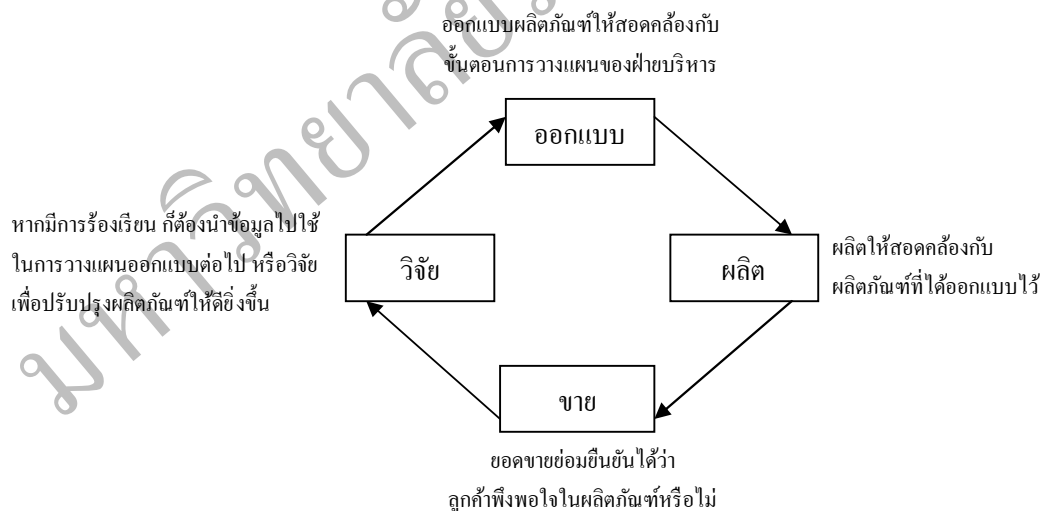 ออกแบบผลิตภัณฑ์ให้สอดคล้องกับ
ขั้นตอนการวางแผนของฝ่ายบริหาร
ออกแบบ
หากมีการร้องเรียน ก็ต้องนำข้อมูลไปใช้
ในการวางแผนออกแบบต่อไป หรือวิจัย
เพื่อปรับปรุงผลิตภัณฑ์ให้ดียิ่งขึ้น
วิจัย
ผลิต
ผลิตให้สอดคล้องกับ
ผลิตภัณฑ์ที่ได้ออกแบบไว้
ขาย
ยอดขายย่อมยืนยันได้ว่า
ลูกค้าพึงพอใจในผลิตภัณฑ์หรือไม่
มหาวิทยาลัย